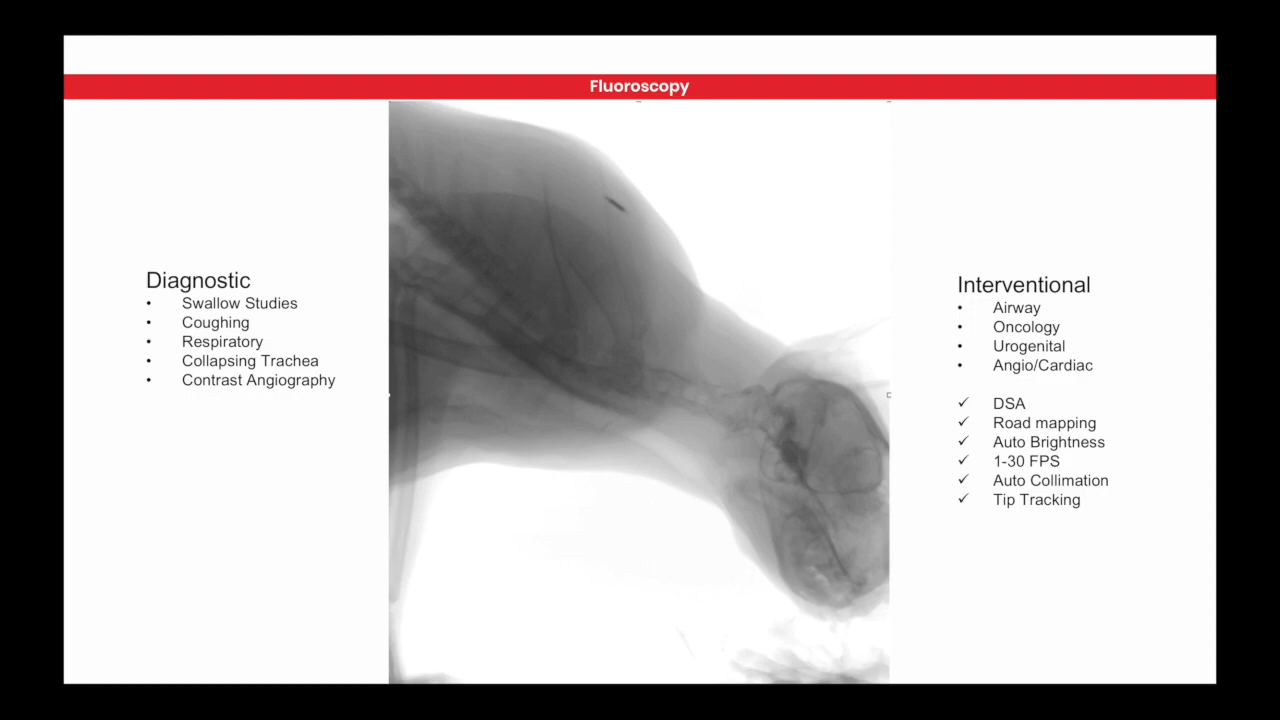 Fluoroscopy
Diagnostic
• Swallow Studies
• Coughing
• Respiratory
• Collapsing Trachea
• Contrast Angiography
Interventional
• Airway
• Oncology
• Urogenital
• Angio/Cardiac
✓ DSA
✓ Road mapping
✓ Auto Brightness
✓ 1-30 FPS
✓ Auto Collimation
✓ Tip Tracking